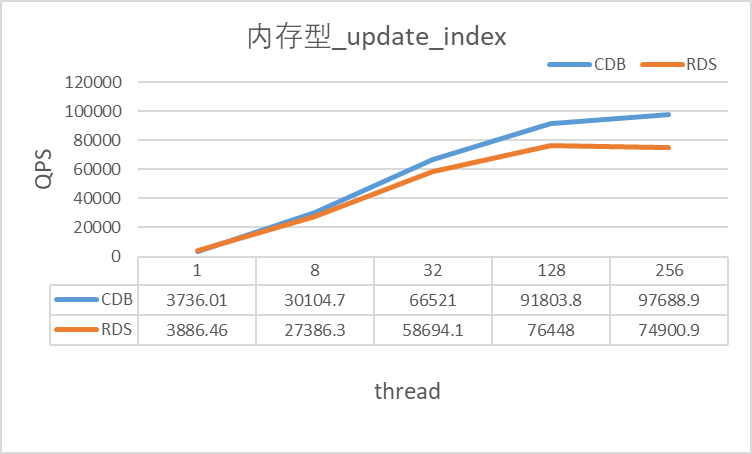 内存型_update_index
CDB RDS
120000
100000
80000
60000
40000
20000
0
QPS
1 8 32 128 256
CDB 3736.01 30104.7 66521 91803.8 97688.9
RDS 3886.46 27386.3 58694.1 76448 74900.9
thread